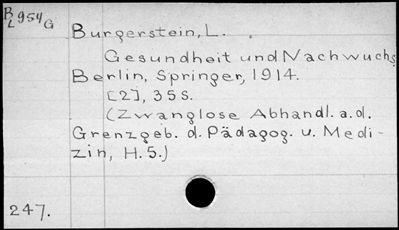 B
L 954 G
Burgerstein, L.
Gesundheit und Nachwuchs
Berlin, Springer, 1914.
[2], 35 s.
(Zwanglose Abhandl. a.d.
Grenzgeb. d. Pädagog. u. Medi-
zin, H. 5.)
247.